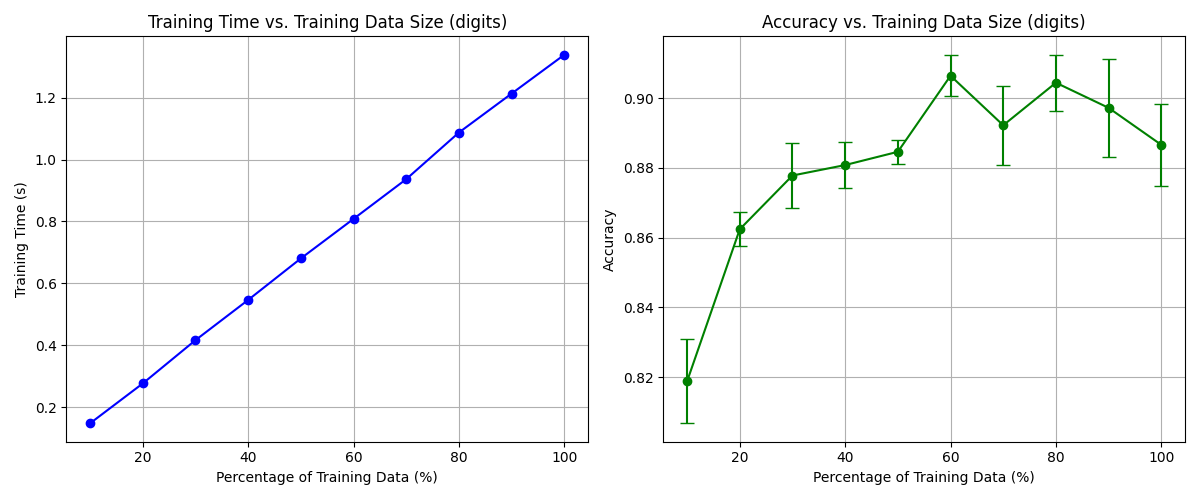 Training Time vs. Training Data Size (digits)
Training Time (s)
1.2
1.0
0.8
0.6
0.4
0.2
20 40 60 80 100
Percentage of Training Data (%)
Accuracy vs. Training Data Size (digits)
Accuracy
0.90
0.88
0.86
0.84
0.82
20 40 60 80 100
Percentage of Training Data (%)